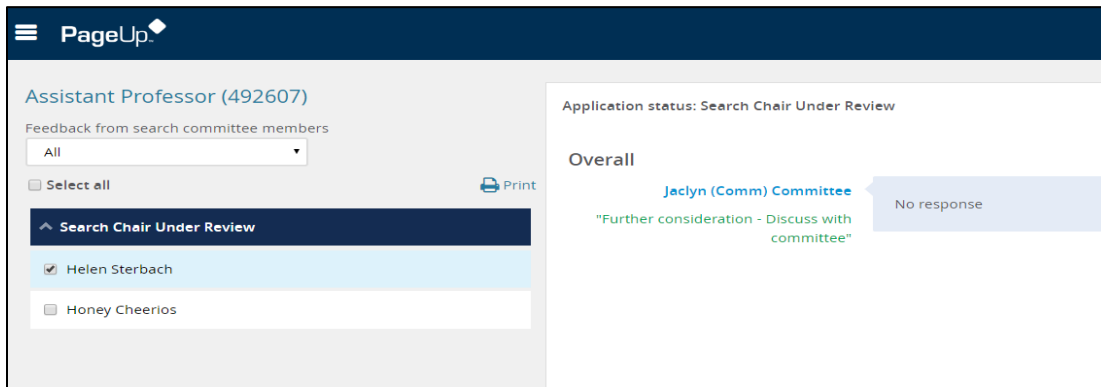 PageUp
Assistant Professor (492607)
Feedback from search committee members
All
Select all
Print
Search Chair Under Review
Helen Sterbach
Honey Cheerios
Application status: Search Chair Under Review
Overall
Jaclyn (Comm) Committee
"Further consideration - Discuss with
committee"
No response